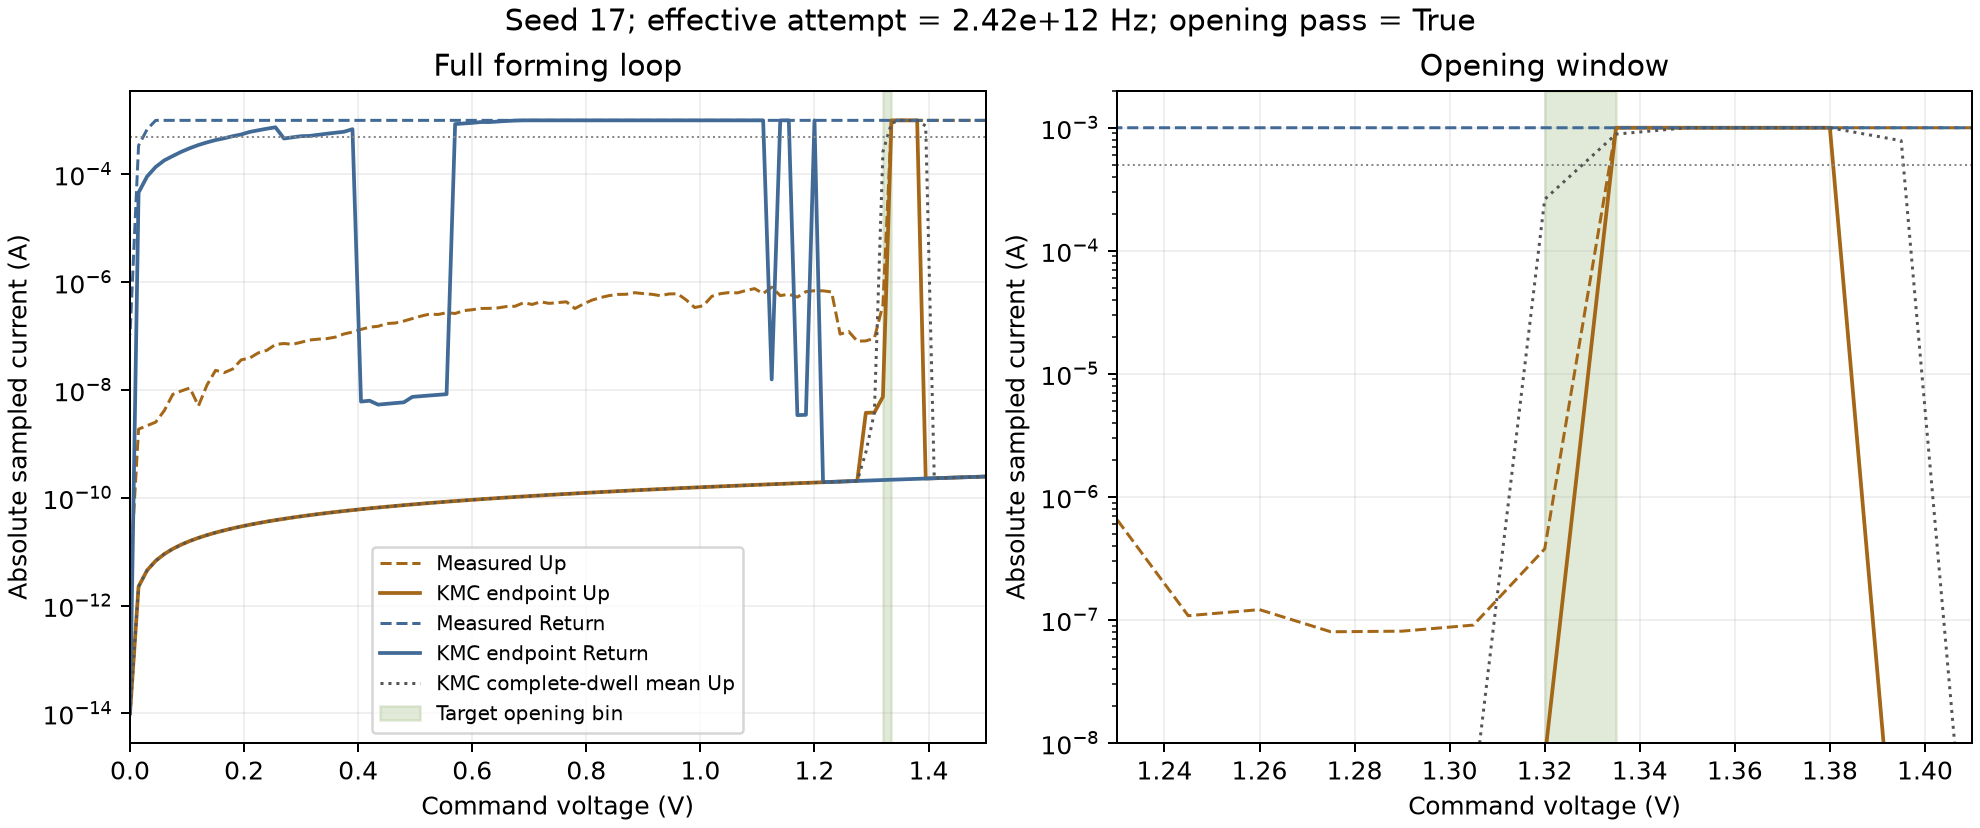 Seed 17; effective attempt = 2.42e+12 Hz; opening pass = True
Full forming loop
Absolute sampled current (A)
10⁻⁴
10⁻⁶
10⁻⁸
10⁻¹⁰
10⁻¹²
10⁻¹⁴
Measured Up
KMC endpoint Up
Measured Return
KMC endpoint Return
KMC complete-dwell mean Up
Target opening bin
0.0 0.2 0.4 0.6 0.8 1.0 1.2 1.4
Command voltage (V)
Opening window
Absolute sampled current (A)
10⁻³
10⁻⁴
10⁻⁵
10⁻⁶
10⁻⁷
10⁻⁸
1.24 1.26 1.28 1.30 1.32 1.34 1.36 1.38 1.40
Command voltage (V)